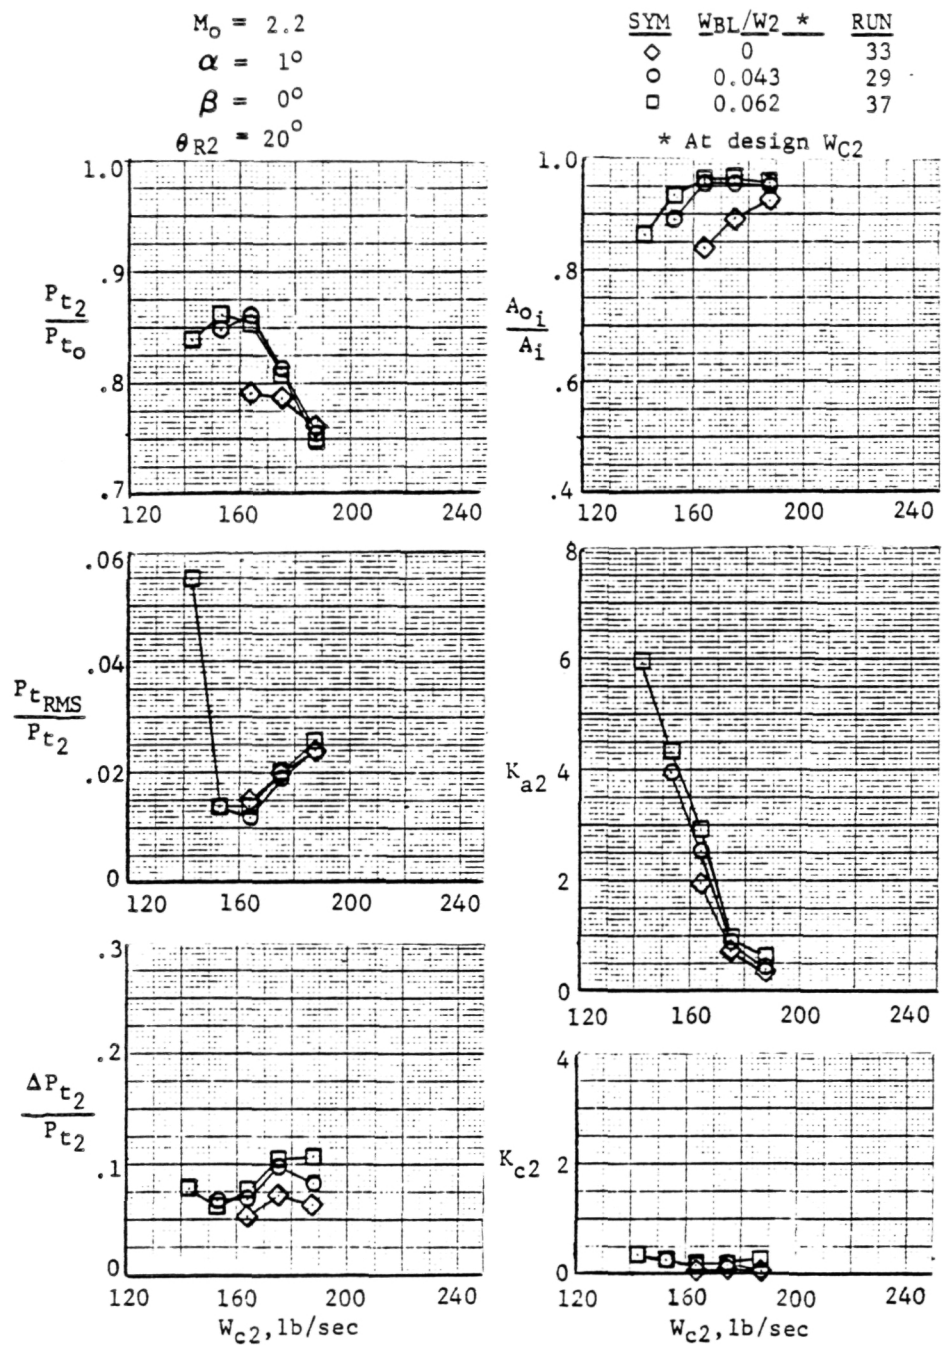 M₀ = 2.2
α = 1°
β = 0°
θ R2 = 20°
SYM W_BL/W2 * RUN
◇ 0 33
○ 0.043 29
□ 0.062 37
* At design W_C2
1.0
.9
.8
.7
P_t2 / P_to
120 160 200 240
1.0
.8
.6
.4
A_oi / A_i
120 160 200 240
.06
.04
.02
0
P_tRMS / P_t2
120 160 200 240
8
6
4
2
0
K_a2
120 160 200 240
.3
.2
.1
0
ΔP_t2 / P_t2
120 160 200 240
W_c2, lb/sec
4
2
0
K_c2
120 160 200 240
W_c2, lb/sec